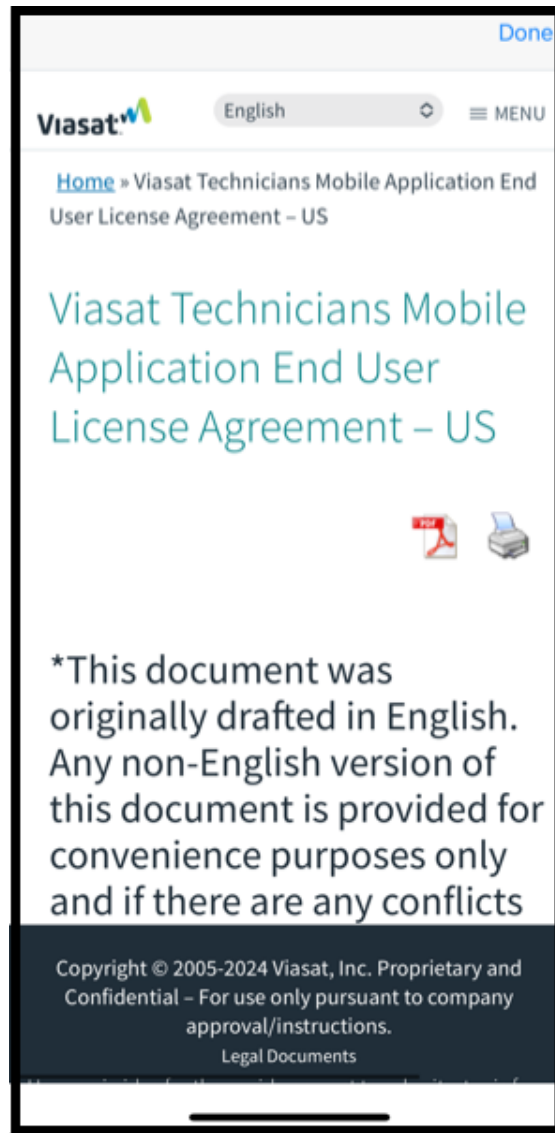 Done
Viasat
English
MENU
Home » Viasat Technicians Mobile Application End
User License Agreement – US
Viasat Technicians Mobile
Application End User
License Agreement – US
PDF
*This document was
originally drafted in English.
Any non-English version of
this document is provided for
convenience purposes only
and if there are any conflicts
Copyright © 2005-2024 Viasat, Inc. Proprietary and
Confidential – For use only pursuant to company
approval/instructions.
Legal Documents